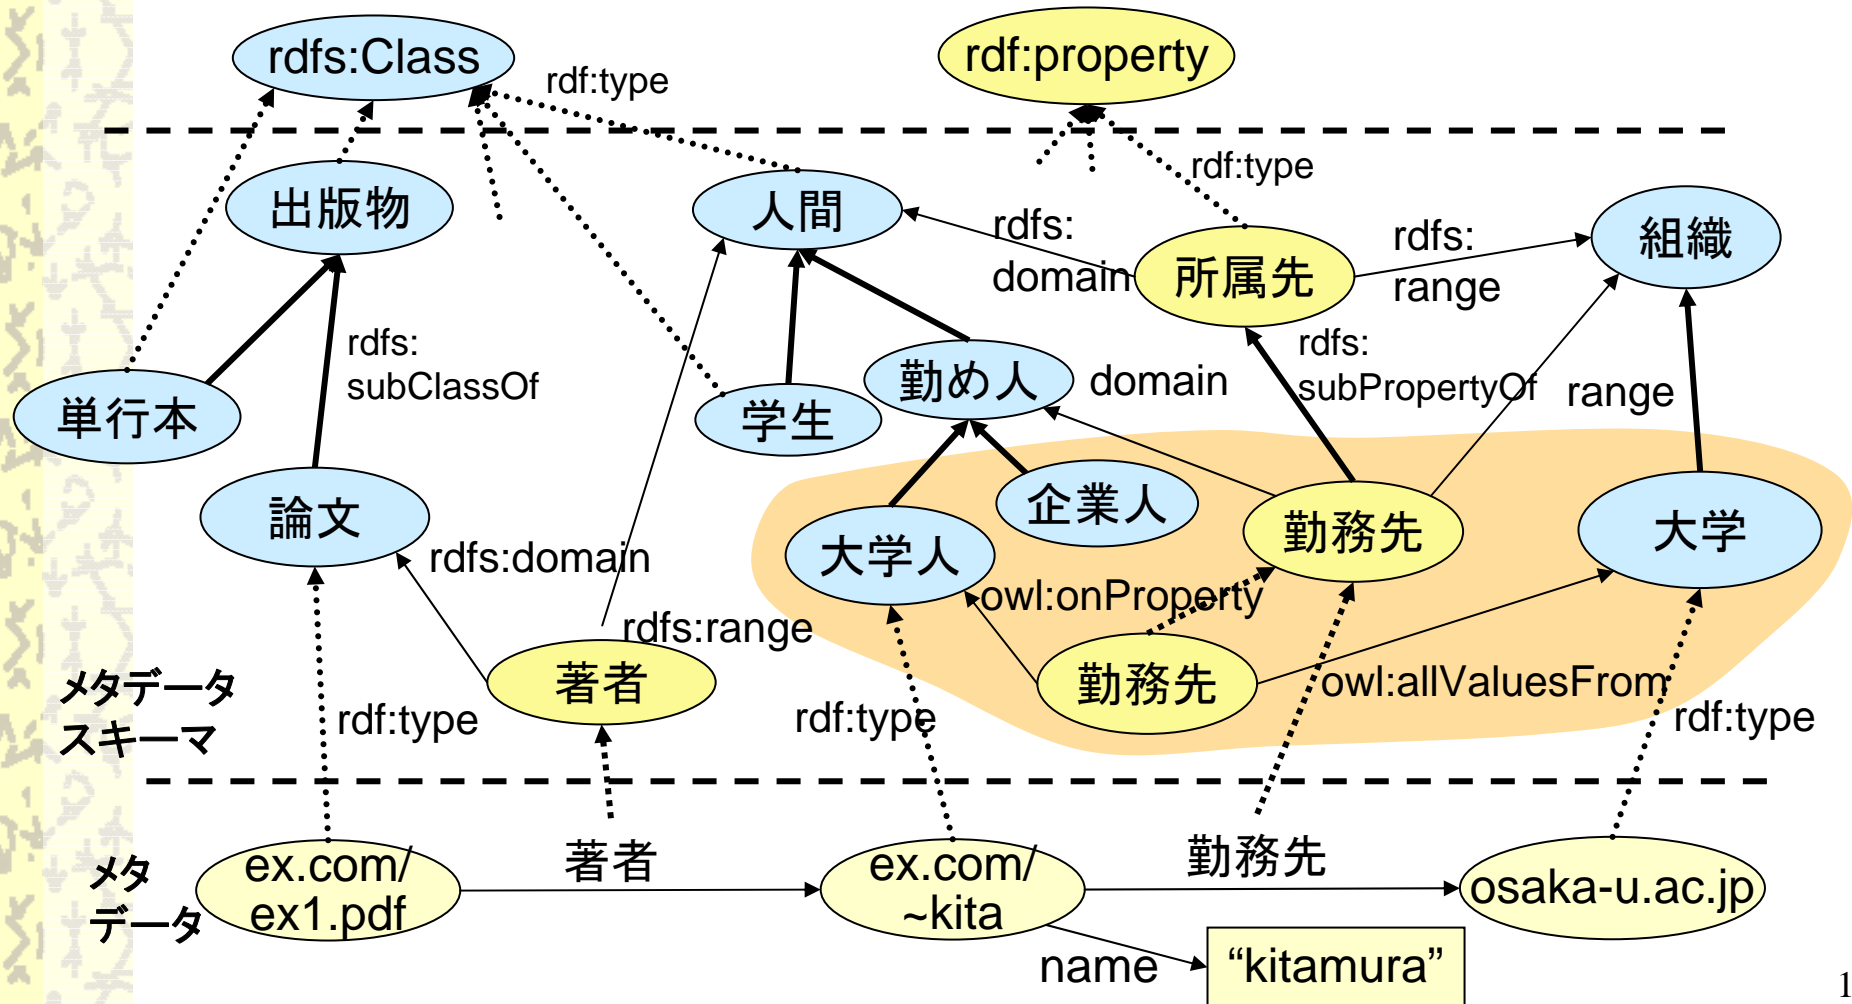 rdfs:Class
rdf:type
rdf:property
出版物
人間
rdfs:
domain
rdf:type
所属先
rdfs:
range
組織
単行本
rdfs:
subClassOf
学生
勤め人
domain
rdfs:
subPropertyOf
range
論文
rdfs:domain
大学人
企業人
勤務先
大学
owl:onProperty
rdfs:range
著者
勤務先
owl:allValuesFrom
メタデータ
スキーマ
rdf:type
rdf:type
rdf:type
メタ
データ
ex.com/
ex1.pdf
著者
ex.com/
~kita
勤務先
osaka-u.ac.jp
name
“kitamura”
1